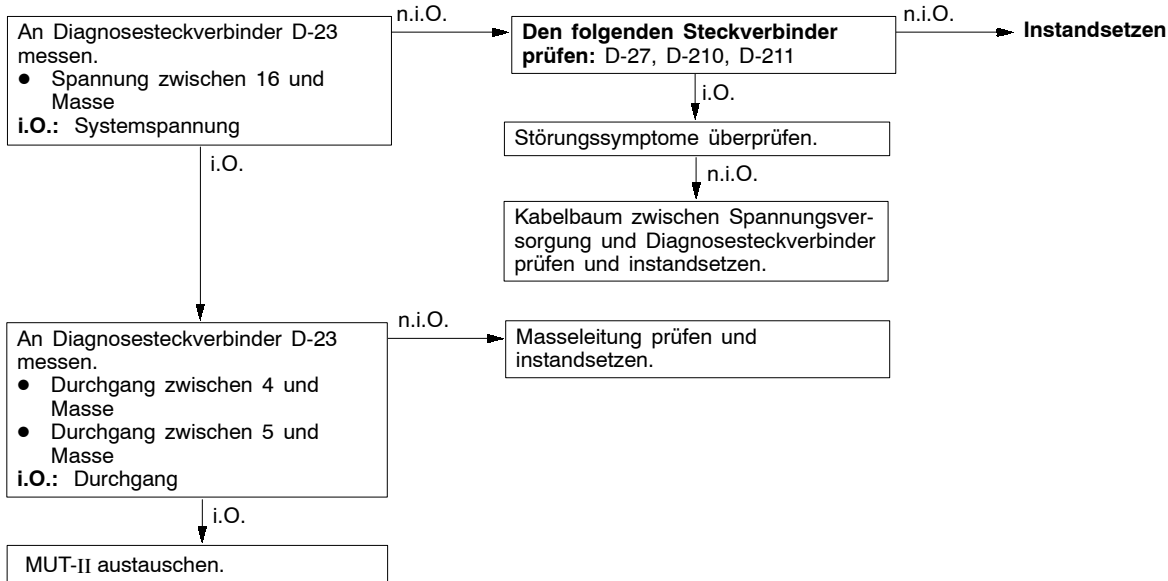 An Diagnosesteckverbinder D-23
messen.
● Spannung zwischen 16 und
Masse
i.O.: Systemspannung
n.i.O.
Den folgenden Steckverbinder
prüfen: D-27, D-210, D-211
n.i.O.
Instandsetzen
i.O.
Störungssymptome überprüfen.
n.i.O.
Kabelbaum zwischen Spannungsver-
sorgung und Diagnosesteckverbinder
prüfen und instandsetzen.
i.O.
An Diagnosesteckverbinder D-23
messen.
● Durchgang zwischen 4 und
Masse
● Durchgang zwischen 5 und
Masse
i.O.: Durchgang
n.i.O.
Masseleitung prüfen und
instandsetzen.
i.O.
MUT-II austauschen.